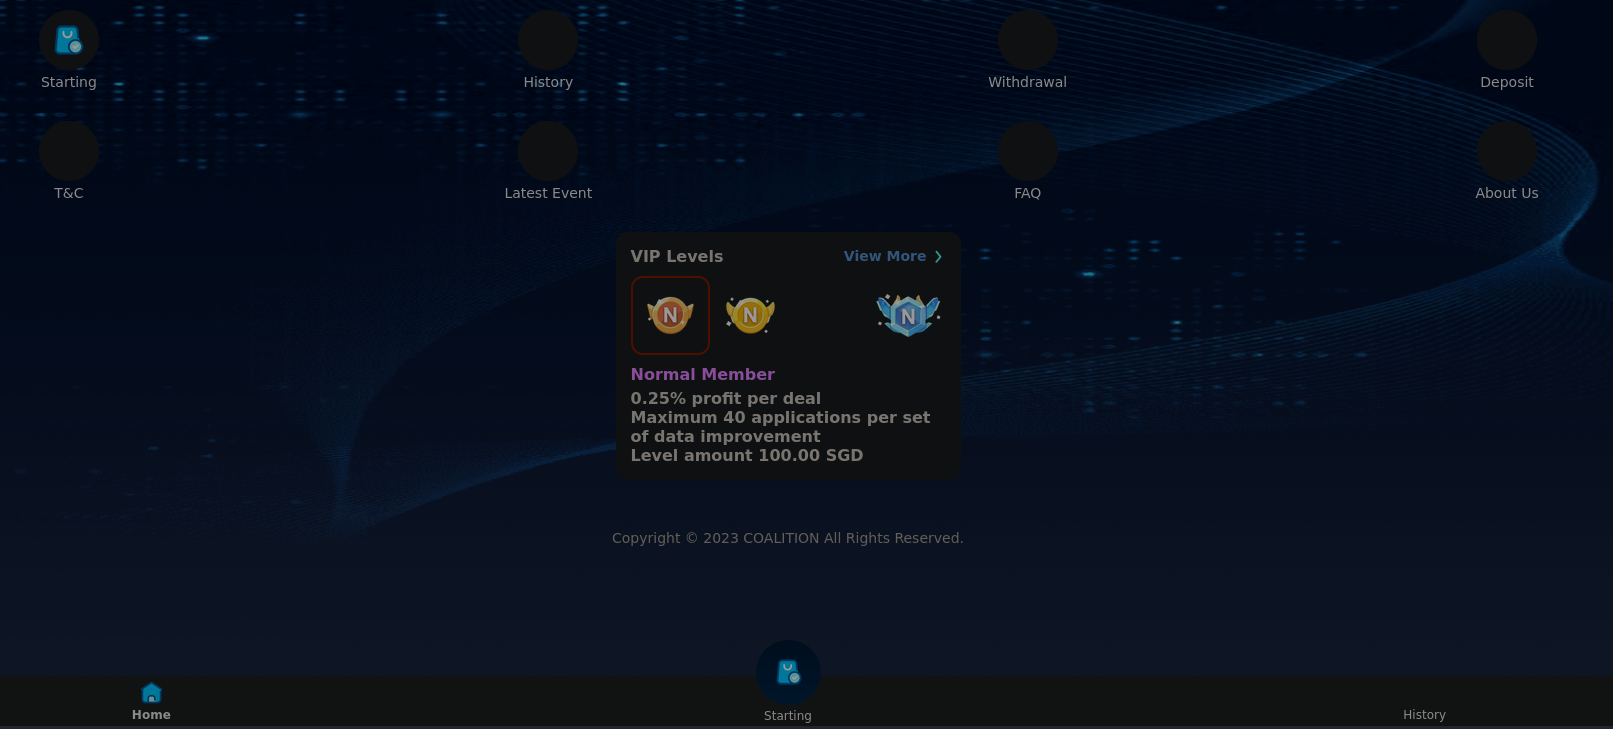 Starting
History
Withdrawal
Deposit
T&C
Latest Event
FAQ
About Us
VIP Levels
View More
N
N
N
Normal Member
0.25% profit per deal
Maximum 40 applications per set
of data improvement
Level amount 100.00 SGD
Copyright © 2023 COALITION All Rights Reserved.
Home
Starting
History